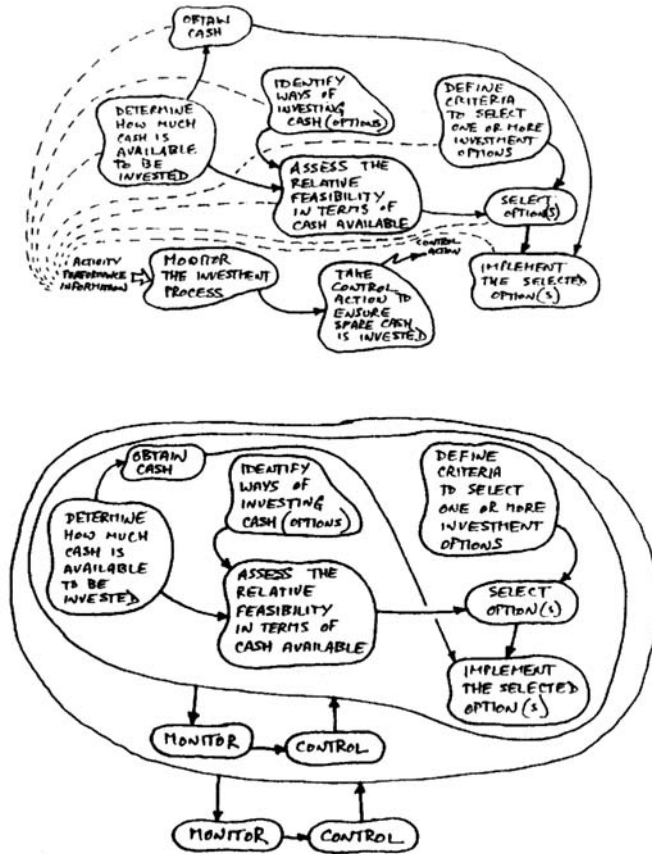 OBTAIN
CASH
DETERMINE
HOW MUCH
CASH IS
AVAILABLE
TO BE
INVESTED
IDENTIFY
WAYS OF
INVESTING
CASH (OPTIONS)
DEFINE
CRITERIA
TO SELECT
ONE OR MORE
INVESTMENT
OPTIONS
ASSESS THE
RELATIVE
FEASIBILITY
IN TERMS OF
CASH AVAILABLE
SELECT
OPTION(S)
IMPLEMENT
THE SELECTED
OPTION(S)
ACTIVITY
PERFORMANCE
INFORMATION
MONITOR
THE INVESTMENT
PROCESS
TAKE
CONTROL
ACTION TO
ENSURE
SPARE CASH
IS INVESTED
CONTROL
ACTION
OBTAIN
CASH
DETERMINE
HOW MUCH
CASH IS
AVAILABLE
TO BE
INVESTED
IDENTIFY
WAYS OF
INVESTING
CASH (OPTIONS)
DEFINE
CRITERIA
TO SELECT
ONE OR MORE
INVESTMENT
OPTIONS
ASSESS THE
RELATIVE
FEASIBILITY
IN TERMS OF
CASH AVAILABLE
SELECT
OPTION(S)
IMPLEMENT
THE SELECTED
OPTION(S)
MONITOR
CONTROL
MONITOR
CONTROL